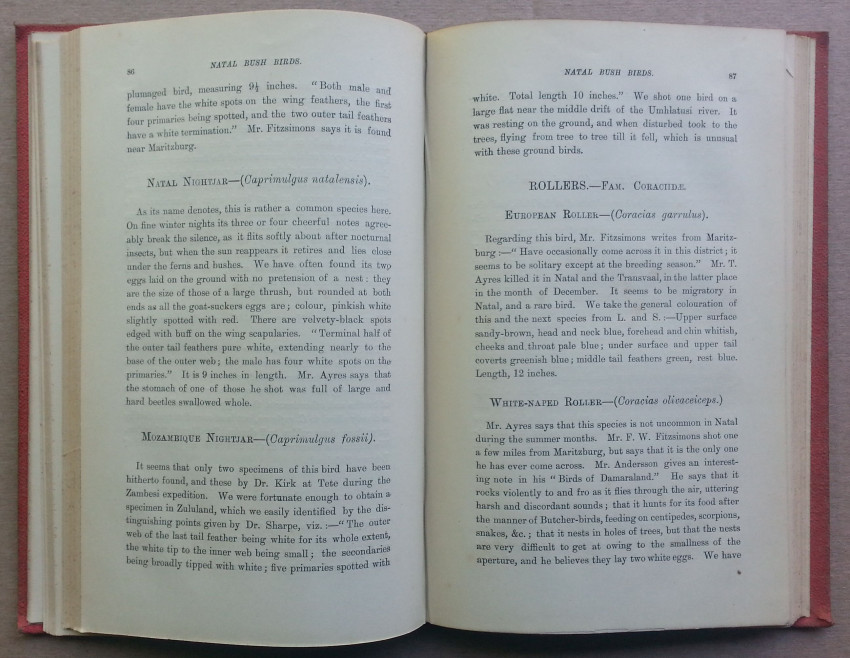 86
NATAL BUSH BIRDS.
plumaged bird, measuring 9½ inches. "Both male and
female have the white spots on the wing feathers, the first
four primaries being spotted, and the two outer tail feathers
have a white termination." Mr. Fitzsimons says it is found
near Maritzburg.
NATAL NIGHTJAR—(Caprimulgus natalensis).
As its name denotes, this is rather a common species here.
On fine winter nights its three or four cheerful notes agree-
ably break the silence, as it flits softly about after nocturnal
insects, but when the sun reappears it retires and lies close
under the ferns and bushes. We have often found its two
eggs laid on the ground with no pretension of a nest: they
are the size of those of a large thrush, but rounded at both
ends as all the goat-suckers eggs are; colour, pinkish white
slightly spotted with red. There are velvety-black spots
edged with buff on the wing scapularies. "Terminal half of
the outer tail feathers pure white, extending nearly to the
base of the outer web; the male has four white spots on the
primaries." It is 9 inches in length. Mr. Ayres says that
the stomach of one of those he shot was full of large and
hard beetles swallowed whole.
MOZAMBIQUE NIGHTJAR—(Caprimulgus fossii).
It seems that only two specimens of this bird have been
hitherto found, and these by Dr. Kirk at Tete during the
Zambesi expedition. We were fortunate enough to obtain a
specimen in Zululand, which we easily identified by the dis-
tinguishing points given by Dr. Sharpe, viz.:—"The outer
web of the last tail feather being white for its whole extent,
the white tip to the inner web being small; the secondaries
being broadly tipped with white; five primaries spotted with
NATAL BUSH BIRDS.
87
white. Total length 10 inches." We shot one bird on a
large flat near the middle drift of the Umhlatusi river. It
was resting on the ground, and when disturbed took to the
trees, flying from tree to tree till it fell, which is unusual
with these ground birds.
ROLLERS.—FAM. CORACIIDÆ.
EUROPEAN ROLLER—(Coracias garrulus).
Regarding this bird, Mr. Fitzsimons writes from Maritz-
burg:—"Have occasionally come across it in this district; it
seems to be solitary except at the breeding season." Mr. T.
Ayres killed it in Natal and the Transvaal, in the latter place
in the month of December. It seems to be migratory in
Natal, and a rare bird. We take the general colouration of
this and the next species from L. and S.:—Upper surface
sandy-brown, head and neck blue, forehead and chin whitish,
cheeks and throat pale blue; under surface and upper tail
coverts greenish blue; middle tail feathers green, rest blue.
Length, 12 inches.
WHITE-NAPED ROLLER—(Coracias olivaceiceps.)
Mr. Ayres says that this species is not uncommon in Natal
during the summer months. Mr. F. W. Fitzsimons shot one
a few miles from Maritzburg, but says that it is the only one
he has ever come across. Mr. Andersson gives an interest-
ing note in his "Birds of Damaraland." He says that it
rocks violently to and fro as it flies through the air, uttering
harsh and discordant sounds; that it hunts for its food after
the manner of Butcher-birds, feeding on centipedes, scorpions,
snakes, &c.; that it nests in holes of trees, but that the nests
are very difficult to get at owing to the smallness of the
aperture, and he believes they lay two white eggs. We have